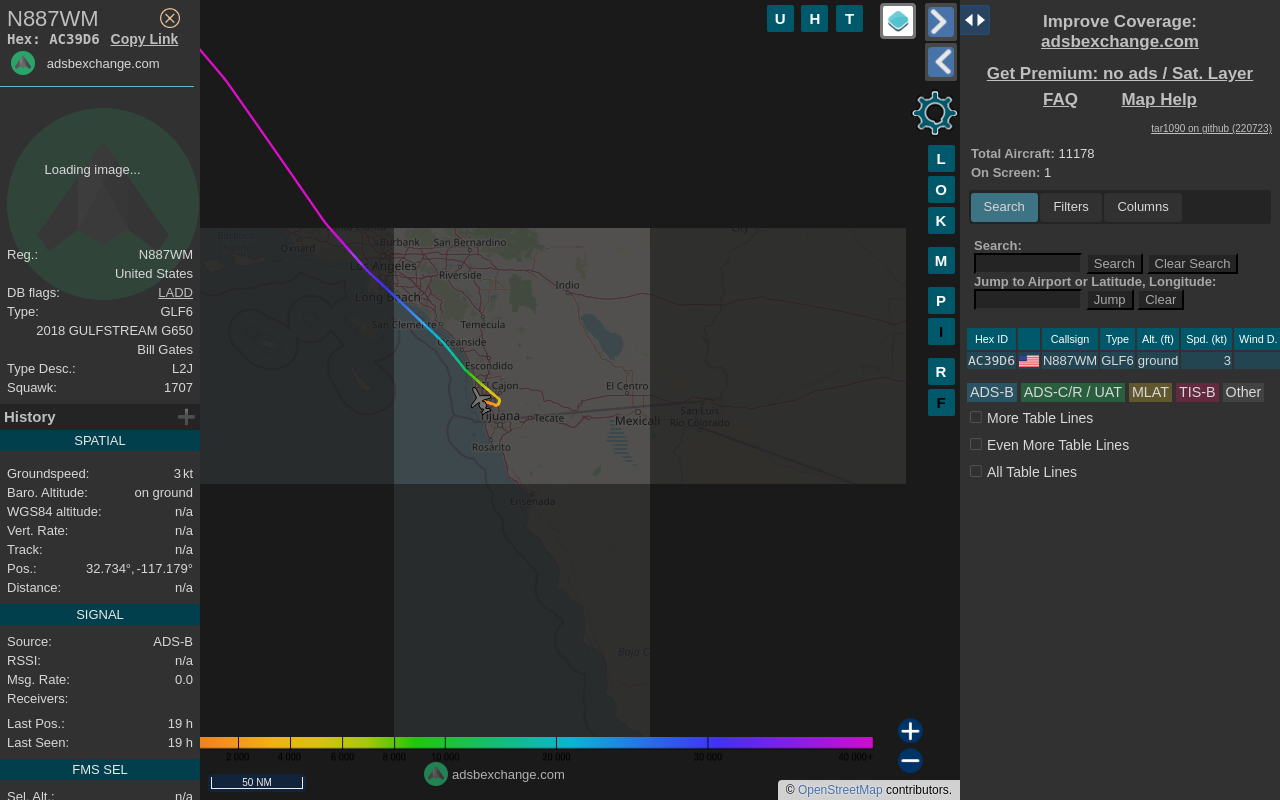 N887WM
Hex: AC39D6 Copy Link
adsbexchange.com
Loading image...
Reg.: N887WM
United States
DB flags: LADD
Type: GLF6
2018 GULFSTREAM G650
Bill Gates
Type Desc.: L2J
Squawk: 1707
History
SPATIAL
Groundspeed: 3 kt
Baro. Altitude: on ground
WGS84 altitude: n/a
Vert. Rate: n/a
Track: n/a
Pos.: 32.734°, -117.179°
Distance: n/a
SIGNAL
Source: ADS-B
RSSI: n/a
Msg. Rate: 0.0
Receivers:
Last Pos.: 19 h
Last Seen: 19 h
FMS SEL
Sel. Alt.: n/a
U H T
L
O
K
M
P
I
R
F
Oxnard
Burbank
San Bernardino
Los Angeles
Riverside
Long Beach
Indio
San Clemente
Temecula
Oceanside
Escondido
El Cajon
El Centro
Tijuana
Tecate
Mexicali
San Luis
Rio Colorado
Rosarito
Ensenada
City
Baja C
2 000 4 000 6 000 8 000 10 000 20 000 30 000 40 000+
50 NM
adsbexchange.com
© OpenStreetMap contributors.
Improve Coverage:
adsbexchange.com
Get Premium: no ads / Sat. Layer
FAQ Map Help
tar1090 on github (220723)
Total Aircraft: 11178
On Screen: 1
Search Filters Columns
Search:
Search Clear Search
Jump to Airport or Latitude, Longitude:
Jump Clear
Hex ID Callsign Type Alt. (ft) Spd. (kt) Wind D.
AC39D6 N887WM GLF6 ground 3
ADS-B ADS-C/R / UAT MLAT TIS-B Other
More Table Lines
Even More Table Lines
All Table Lines